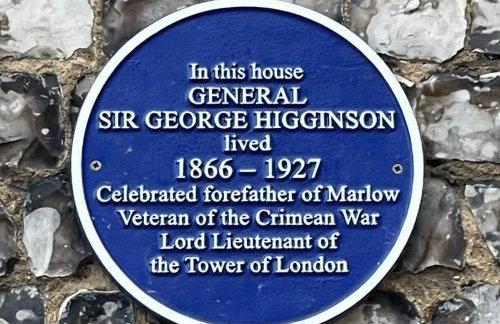 In this house
GENERAL
SIR GEORGE HIGGINSON
lived
1866 – 1927
Celebrated forefather of Marlow
Veteran of the Crimean War
Lord Lieutenant of
the Tower of London